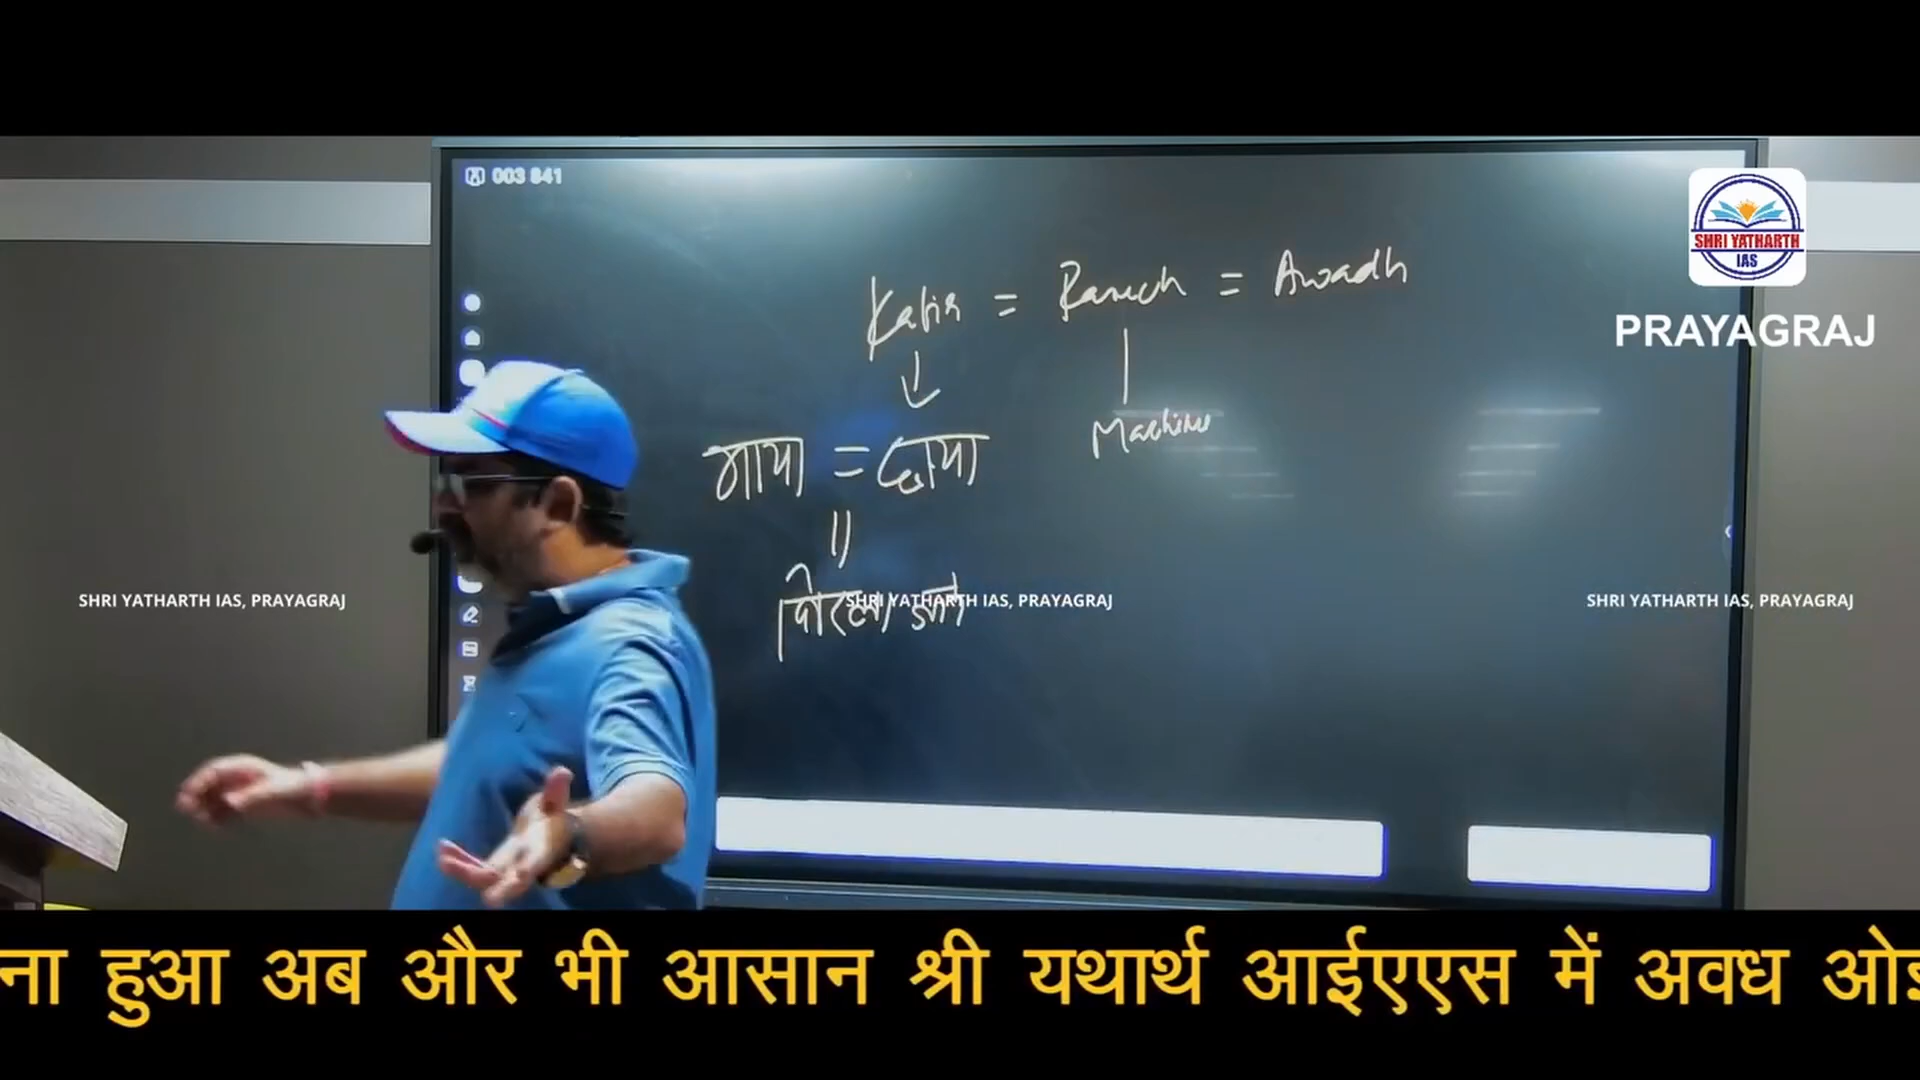 003 841
SHRI YATHARTH
IAS
PRAYAGRAJ
Kabir = Ramesh = Awadh
Machine
माया = छाया
SHRI YATHARTH IAS, PRAYAGRAJ
SHRI YATHARTH IAS, PRAYAGRAJ
SHRI YATHARTH IAS, PRAYAGRAJ
ना हुआ अब और भी आसान श्री यथार्थ आईएएस में अवध